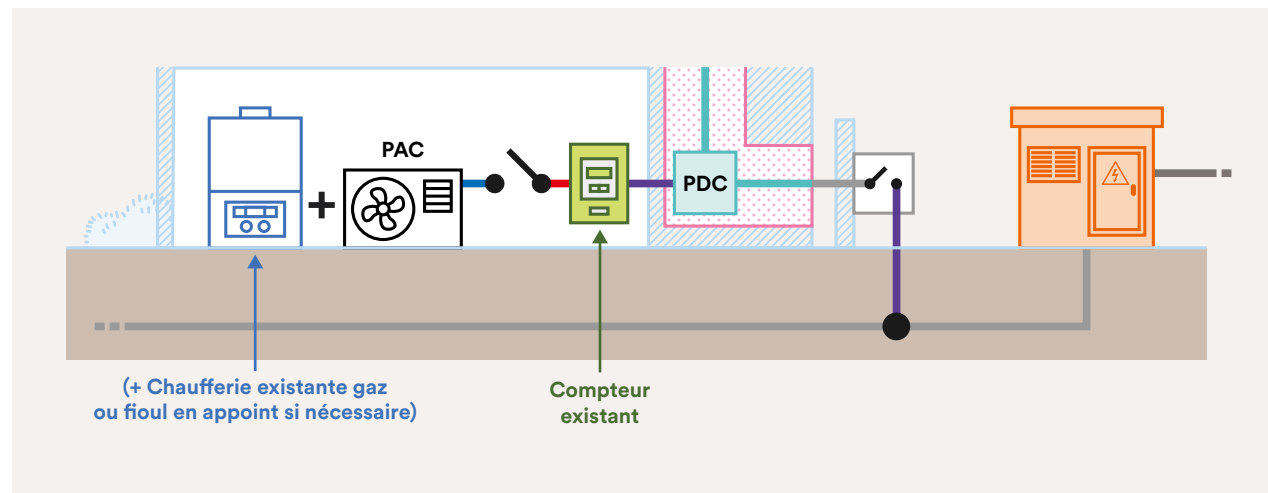 PAC
PDC
(+ Chaufferie existante gaz
ou fioul en appoint si nécessaire)
Compteur
existant